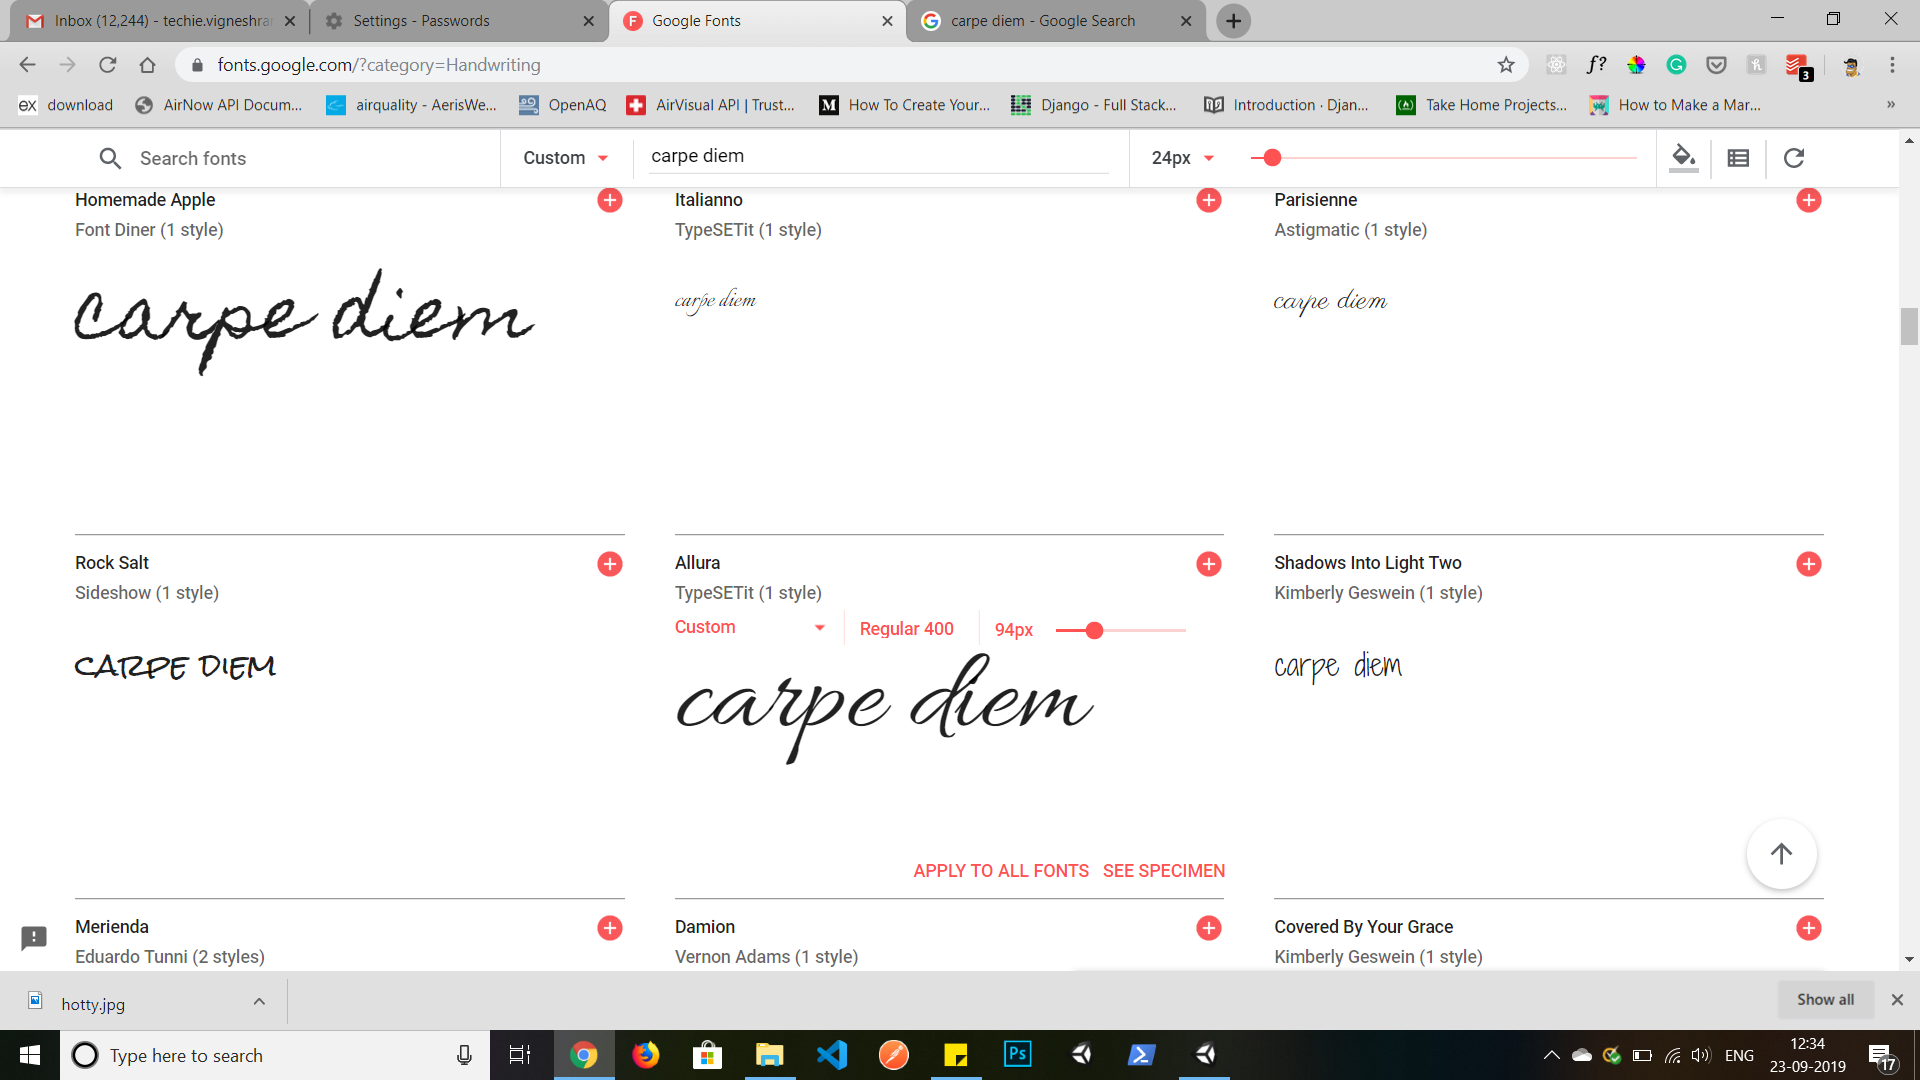 Inbox (12,244) - techie.vigneshra
Settings - Passwords
Google Fonts
carpe diem - Google Search
fonts.google.com/?category=Handwriting
f?
3
ex download
AirNow API Docum...
airquality - AerisWe...
OpenAQ
AirVisual API | Trust...
M How To Create Your...
Django - Full Stack...
Introduction · Djan...
Take Home Projects...
How to Make a Mar...
»
Search fonts
Custom
carpe diem
24px
Homemade Apple
Font Diner (1 style)
carpe diem
Italianno
TypeSETit (1 style)
carpe diem
Parisienne
Astigmatic (1 style)
carpe diem
Rock Salt
Sideshow (1 style)
carpe diem
Allura
TypeSETit (1 style)
Custom
Regular 400
94px
carpe diem
APPLY TO ALL FONTS
SEE SPECIMEN
Shadows Into Light Two
Kimberly Geswein (1 style)
carpe diem
Merienda
Eduardo Tunni (2 styles)
Damion
Vernon Adams (1 style)
Covered By Your Grace
Kimberly Geswein (1 style)
hotty.jpg
Show all
Type here to search
Ps
ENG
12:34
23-09-2019
17